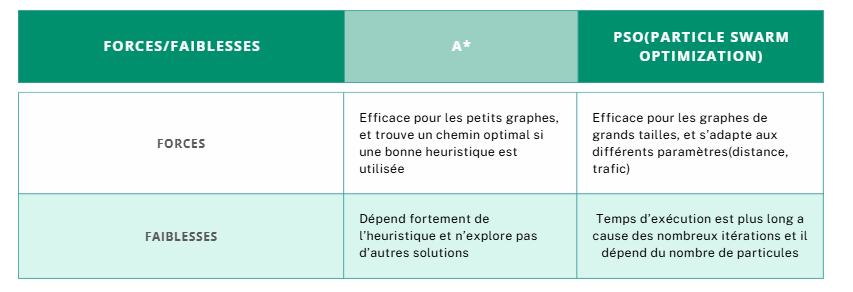 FORCES/FAIBLESSES
A*
PSO(PARTICLE SWARM
OPTIMIZATION)
FORCES
Efficace pour les petits graphes,
et trouve un chemin optimal si
une bonne heuristique est
utilisée
Efficace pour les graphes de
grands tailles, et s’adapte aux
différents paramètres(distance,
trafic)
FAIBLESSES
Dépend fortement de
l’heuristique et n’explore pas
d’autres solutions
Temps d’exécution est plus long a
cause des nombreux itérations et il
dépend du nombre de particules